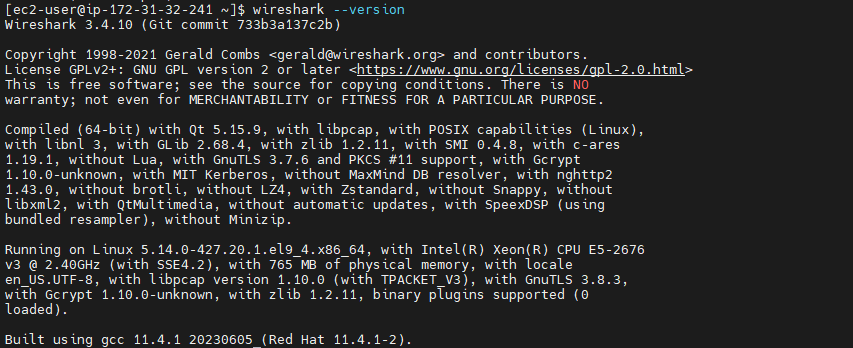 [ec2-user@ip-172-31-32-241 ~]$ wireshark --version
Wireshark 3.4.10 (Git commit 733b3a137c2b)
Copyright 1998-2021 Gerald Combs <gerald@wireshark.org> and contributors.
License GPLv2+: GNU GPL version 2 or later <https://www.gnu.org/licenses/gpl-2.0.html>
This is free software; see the source for copying conditions. There is NO
warranty; not even for MERCHANTABILITY or FITNESS FOR A PARTICULAR PURPOSE.
Compiled (64-bit) with Qt 5.15.9, with libpcap, with POSIX capabilities (Linux),
with libnl 3, with GLib 2.68.4, with zlib 1.2.11, with SMI 0.4.8, with c-ares
1.19.1, without Lua, with GnuTLS 3.7.6 and PKCS #11 support, with Gcrypt
1.10.0-unknown, with MIT Kerberos, without MaxMind DB resolver, with nghttp2
1.43.0, without brotli, without LZ4, with Zstandard, without Snappy, without
libxml2, with QtMultimedia, without automatic updates, with SpeexDSP (using
bundled resampler), without Minizip.
Running on Linux 5.14.0-427.20.1.el9_4.x86_64, with Intel(R) Xeon(R) CPU E5-2676
v3 @ 2.40GHz (with SSE4.2), with 765 MB of physical memory, with locale
en_US.UTF-8, with libpcap version 1.10.0 (with TPACKET_V3), with GnuTLS 3.8.3,
with Gcrypt 1.10.0-unknown, with zlib 1.2.11, binary plugins supported (0
loaded).
Built using gcc 11.4.1 20230605 (Red Hat 11.4.1-2).